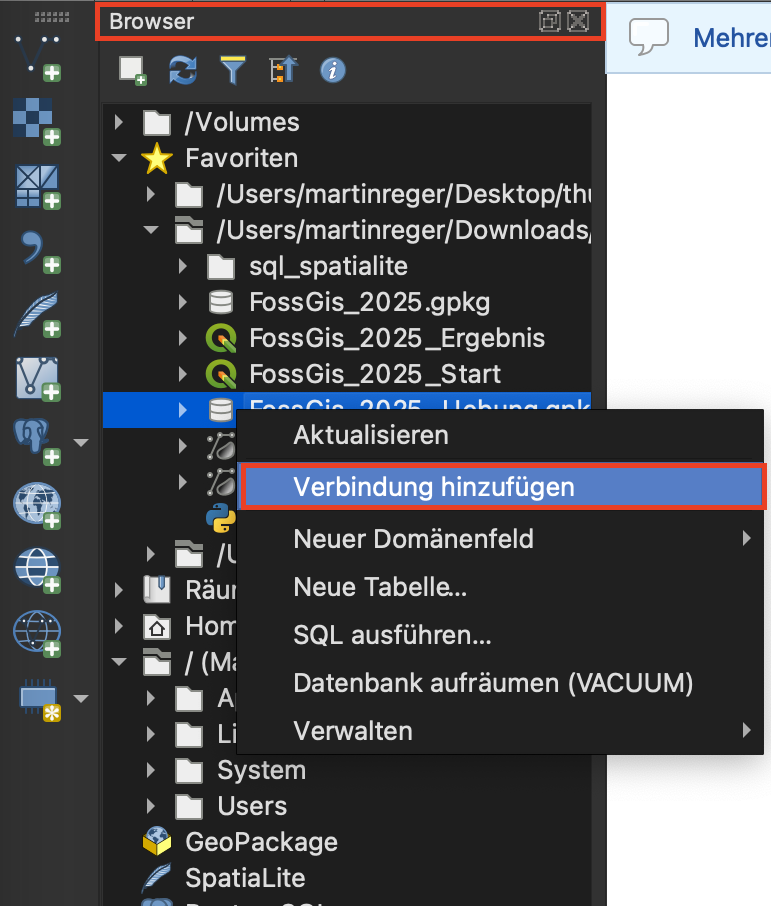 Browser
Mehrer
/Volumes
Favoriten
/Users/martinreger/Desktop/thu
/Users/martinreger/Downloads/
sql_spatialite
FossGis_2025.gpkg
FossGis_2025_Ergebnis
FossGis_2025_Start
FossGis_2025_Uebung.gpk
Aktualisieren
Verbindung hinzufügen
Neuer Domänenfeld
Neue Tabelle...
/U
Räum
SQL ausführen...
Hom
/ (Ma
Datenbank aufräumen (VACUUM)
Verwalten
Li
System
Users
GeoPackage
SpatiaLite